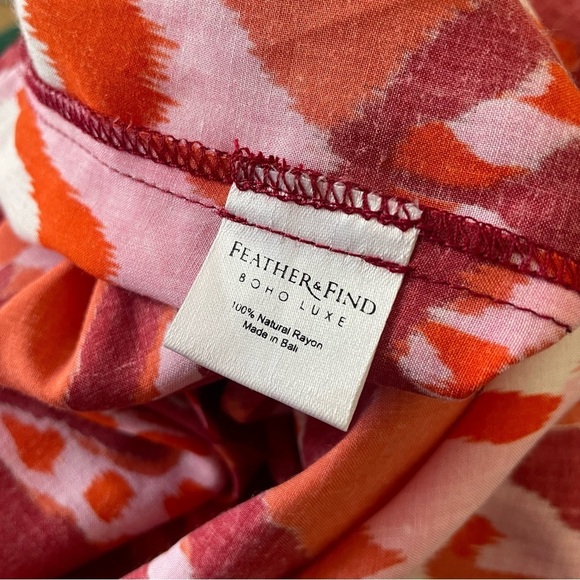 FEATHER & FIND
BOHO LUXE
100% Natural Rayon
Made in Bali